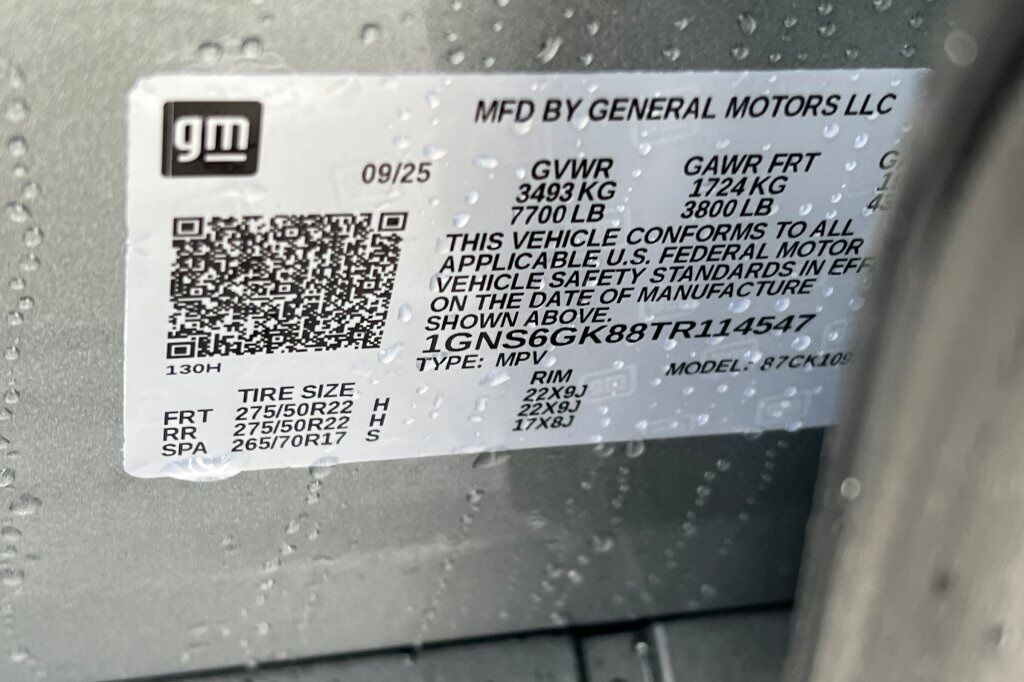 gm
MFD BY GENERAL MOTORS LLC
09/25
GVWR GAWR FRT
3493 KG 1724 KG
7700 LB 3800 LB
THIS VEHICLE CONFORMS TO ALL
APPLICABLE U.S. FEDERAL MOTOR
VEHICLE SAFETY STANDARDS IN EFF
ON THE DATE OF MANUFACTURE
SHOWN ABOVE.
1GNS6GK88TR114547
130H
TYPE: MPV MODEL: 87CK109
TIRE SIZE RIM
FRT 275/50R22 H 22X9J
RR 275/50R22 H 22X9J
SPA 265/70R17 S 17X8J